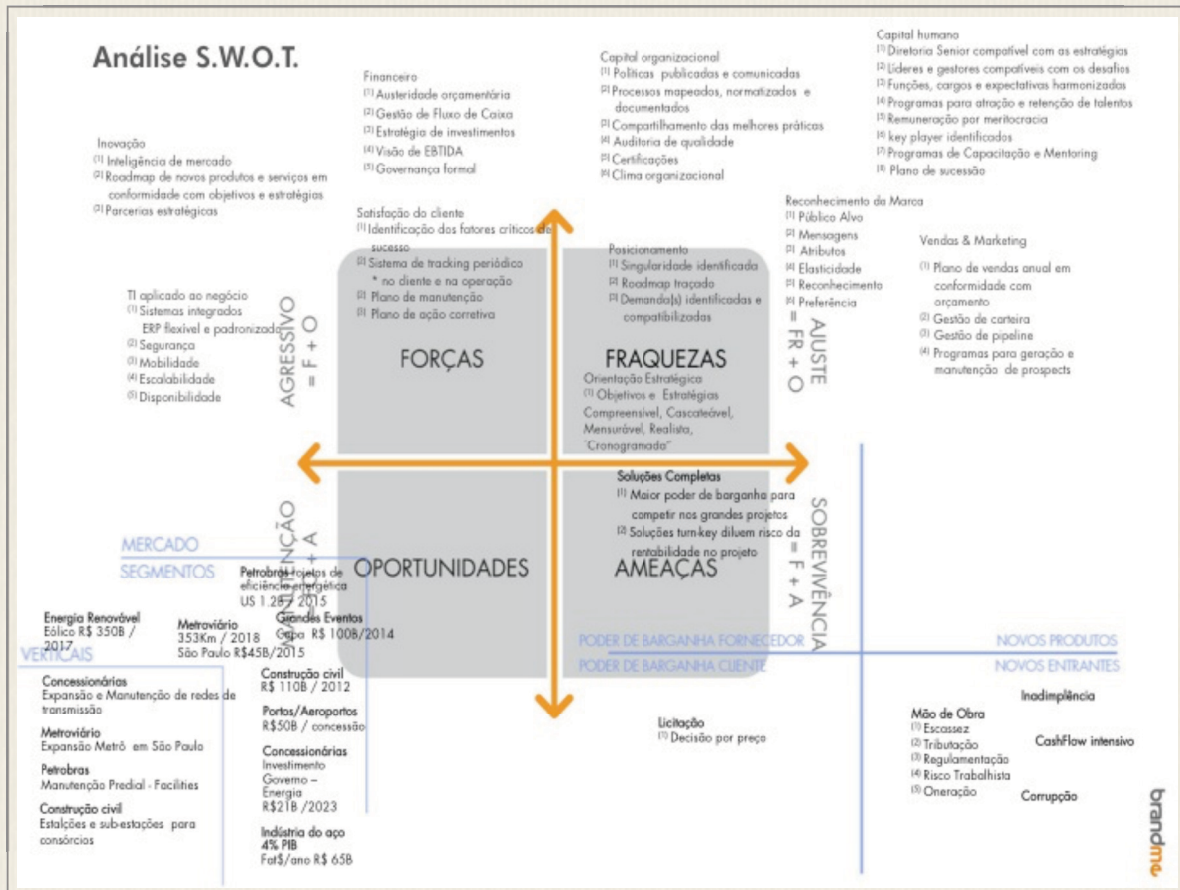 Análise S.W.O.T.
Inovação
(1) Inteligência de mercado
(2) Roadmap de novos produtos e serviços em
conformidade com objetivos e estratégias
(3) Parcerias estratégicas
Financeiro
(1) Austeridade orçamentária
(2) Gestão de Fluxo de Caixa
(3) Estratégia de investimentos
(4) Visão de EBTIDA
(5) Governança formal
Capital organizacional
(1) Políticas publicadas e comunicadas
(2) Processos mapeados, normatizados e
documentados
(3) Compartilhamento das melhores práticas
(4) Auditoria de qualidade
(5) Certificações
(6) Clima organizacional
Capital humano
(1) Diretoria Senior compatível com as estratégias
(2) Líderes e gestores compatíveis com os desafios
(3) Funções, cargos e expectativas harmonizadas
(4) Programas para atração e retenção de talentos
(5) Remuneração por meritocracia
(6) key player identificados
(7) Programas de Capacitação e Mentoring
(8) Plano de sucessão
Satisfação do cliente
(1) Identificação dos fatores críticos de
sucesso
(2) Sistema de tracking periódico
* no cliente e na operação
(2) Plano de manutenção
(3) Plano de ação corretiva
Posicionamento
(1) Singularidade identificada
(2) Roadmap traçado
(3) Demanda(s) identificadas e
compatibilizadas
Reconhecimento da Marca
(1) Público Alvo
(2) Mensagens
(3) Atributos
(4) Elasticidade
(5) Reconhecimento
(6) Preferência
Vendas & Marketing
(1) Plano de vendas anual em
conformidade com
orçamento
(2) Gestão de carteira
(3) Gestão de pipeline
(4) Programas para geração e
manutenção de prospects
TI aplicado ao negócio
(1) Sistemas integrados
ERP flexível e padronizado
(2) Segurança
(3) Mobilidade
(4) Escalabilidade
(5) Disponibilidade
AGRESSIVO
= F + O
FORÇAS
FRAQUEZAS
AJUSTE
= FR + O
Orientação Estratégica
(1) Objetivos e Estratégias
Compreensível, Cascateável,
Mensurável, Realista,
"Cronogramada"
Soluções Completas
(1) Maior poder de barganha para
competir nos grandes projetos
(2) Soluções turn-key diluem risco da
rentabilidade no projeto
MANUTENÇÃO
+ A
OPORTUNIDADES
AMEAÇAS
SOBREVIVÊNCIA
= F + A
MERCADO
SEGMENTOS
Petrobras
eficiência energética
US 1.2B / 2015
Energia Renovável
Eólico R$ 350B /
2017
Metroviário
353Km / 2018
São Paulo R$45B/2015
Grandes Eventos
Copa R$ 100B/2014
VERTICAIS
Concessionárias
Expansão e Manutenção de redes de
transmissão
Metroviário
Expansão Metrô em São Paulo
Petrobras
Manutenção Predial - Facilities
Construção civil
Estalções e sub-estações para
consórcios
Construção civil
R$ 110B / 2012
Portos/Aeroportos
R$50B / concessão
Concessionárias
Investimento
Governo –
Energia
R$21B /2023
Indústria do aço
4% PIB
Fat$/ano R$ 65B
PODER DE BARGANHA FORNECEDOR
PODER DE BARGANHA CLIENTE
NOVOS PRODUTOS
NOVOS ENTRANTES
Licitação
(1) Decisão por preço
Mão de Obra
(1) Escassez
(2) Tributação
(3) Regulamentação
(4) Risco Trabalhista
(5) Oneração
Inadimplência
CashFlow intensivo
Corrupção
brandme